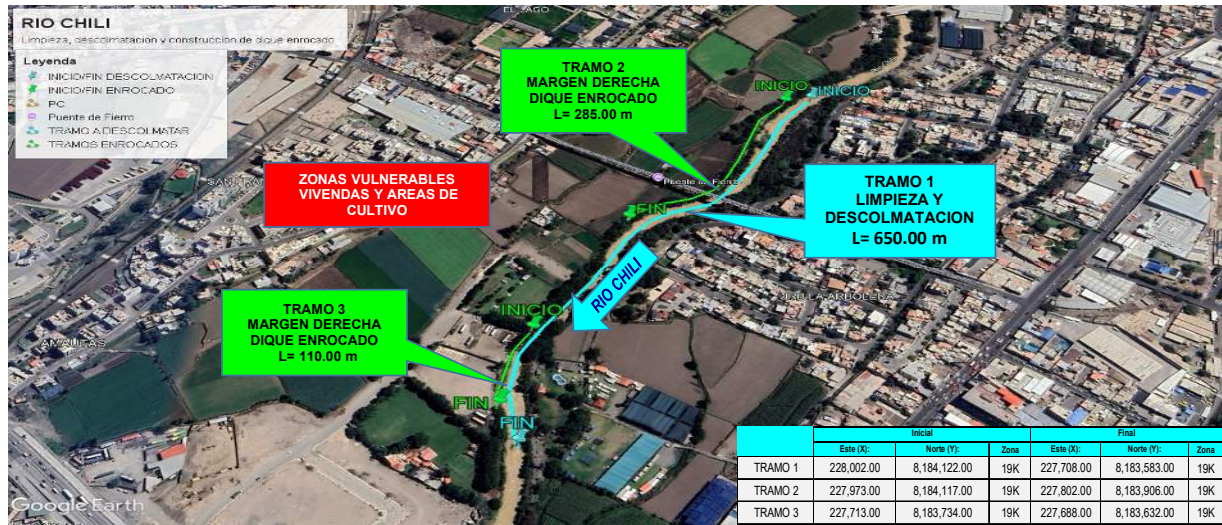 RIO CHILI
Limpieza, descolmatacion y construccion de dique enrocado
Leyenda
INICIO/FIN DESCOLMATACION
INICIO/FIN ENROCADO
PC
Puente de Fierro
TRAMO A DESCOLMATAR
TRAMOS ENROCADOS
EL PAGO
TRAMO 2
MARGEN DERECHA
DIQUE ENROCADO
L= 285.00 m
INICIO
INICIO
ZONAS VULNERABLES
VIVENDAS Y AREAS DE
CULTIVO
Puente de Fierro
FIN
TRAMO 1
LIMPIEZA Y
DESCOLMATACION
L= 650.00 m
RIO CHILI
TRAMO 3
MARGEN DERECHA
DIQUE ENROCADO
L= 110.00 m
INICIO
FIN
FIN
Google Earth
Inicial Final
Este (X): Norte (Y): Zona Este (X): Norte (Y): Zona
TRAMO 1 228,002.00 8,184,122.00 19K 227,708.00 8,183,583.00 19K
TRAMO 2 227,973.00 8,184,117.00 19K 227,802.00 8,183,906.00 19K
TRAMO 3 227,713.00 8,183,734.00 19K 227,688.00 8,183,632.00 19K